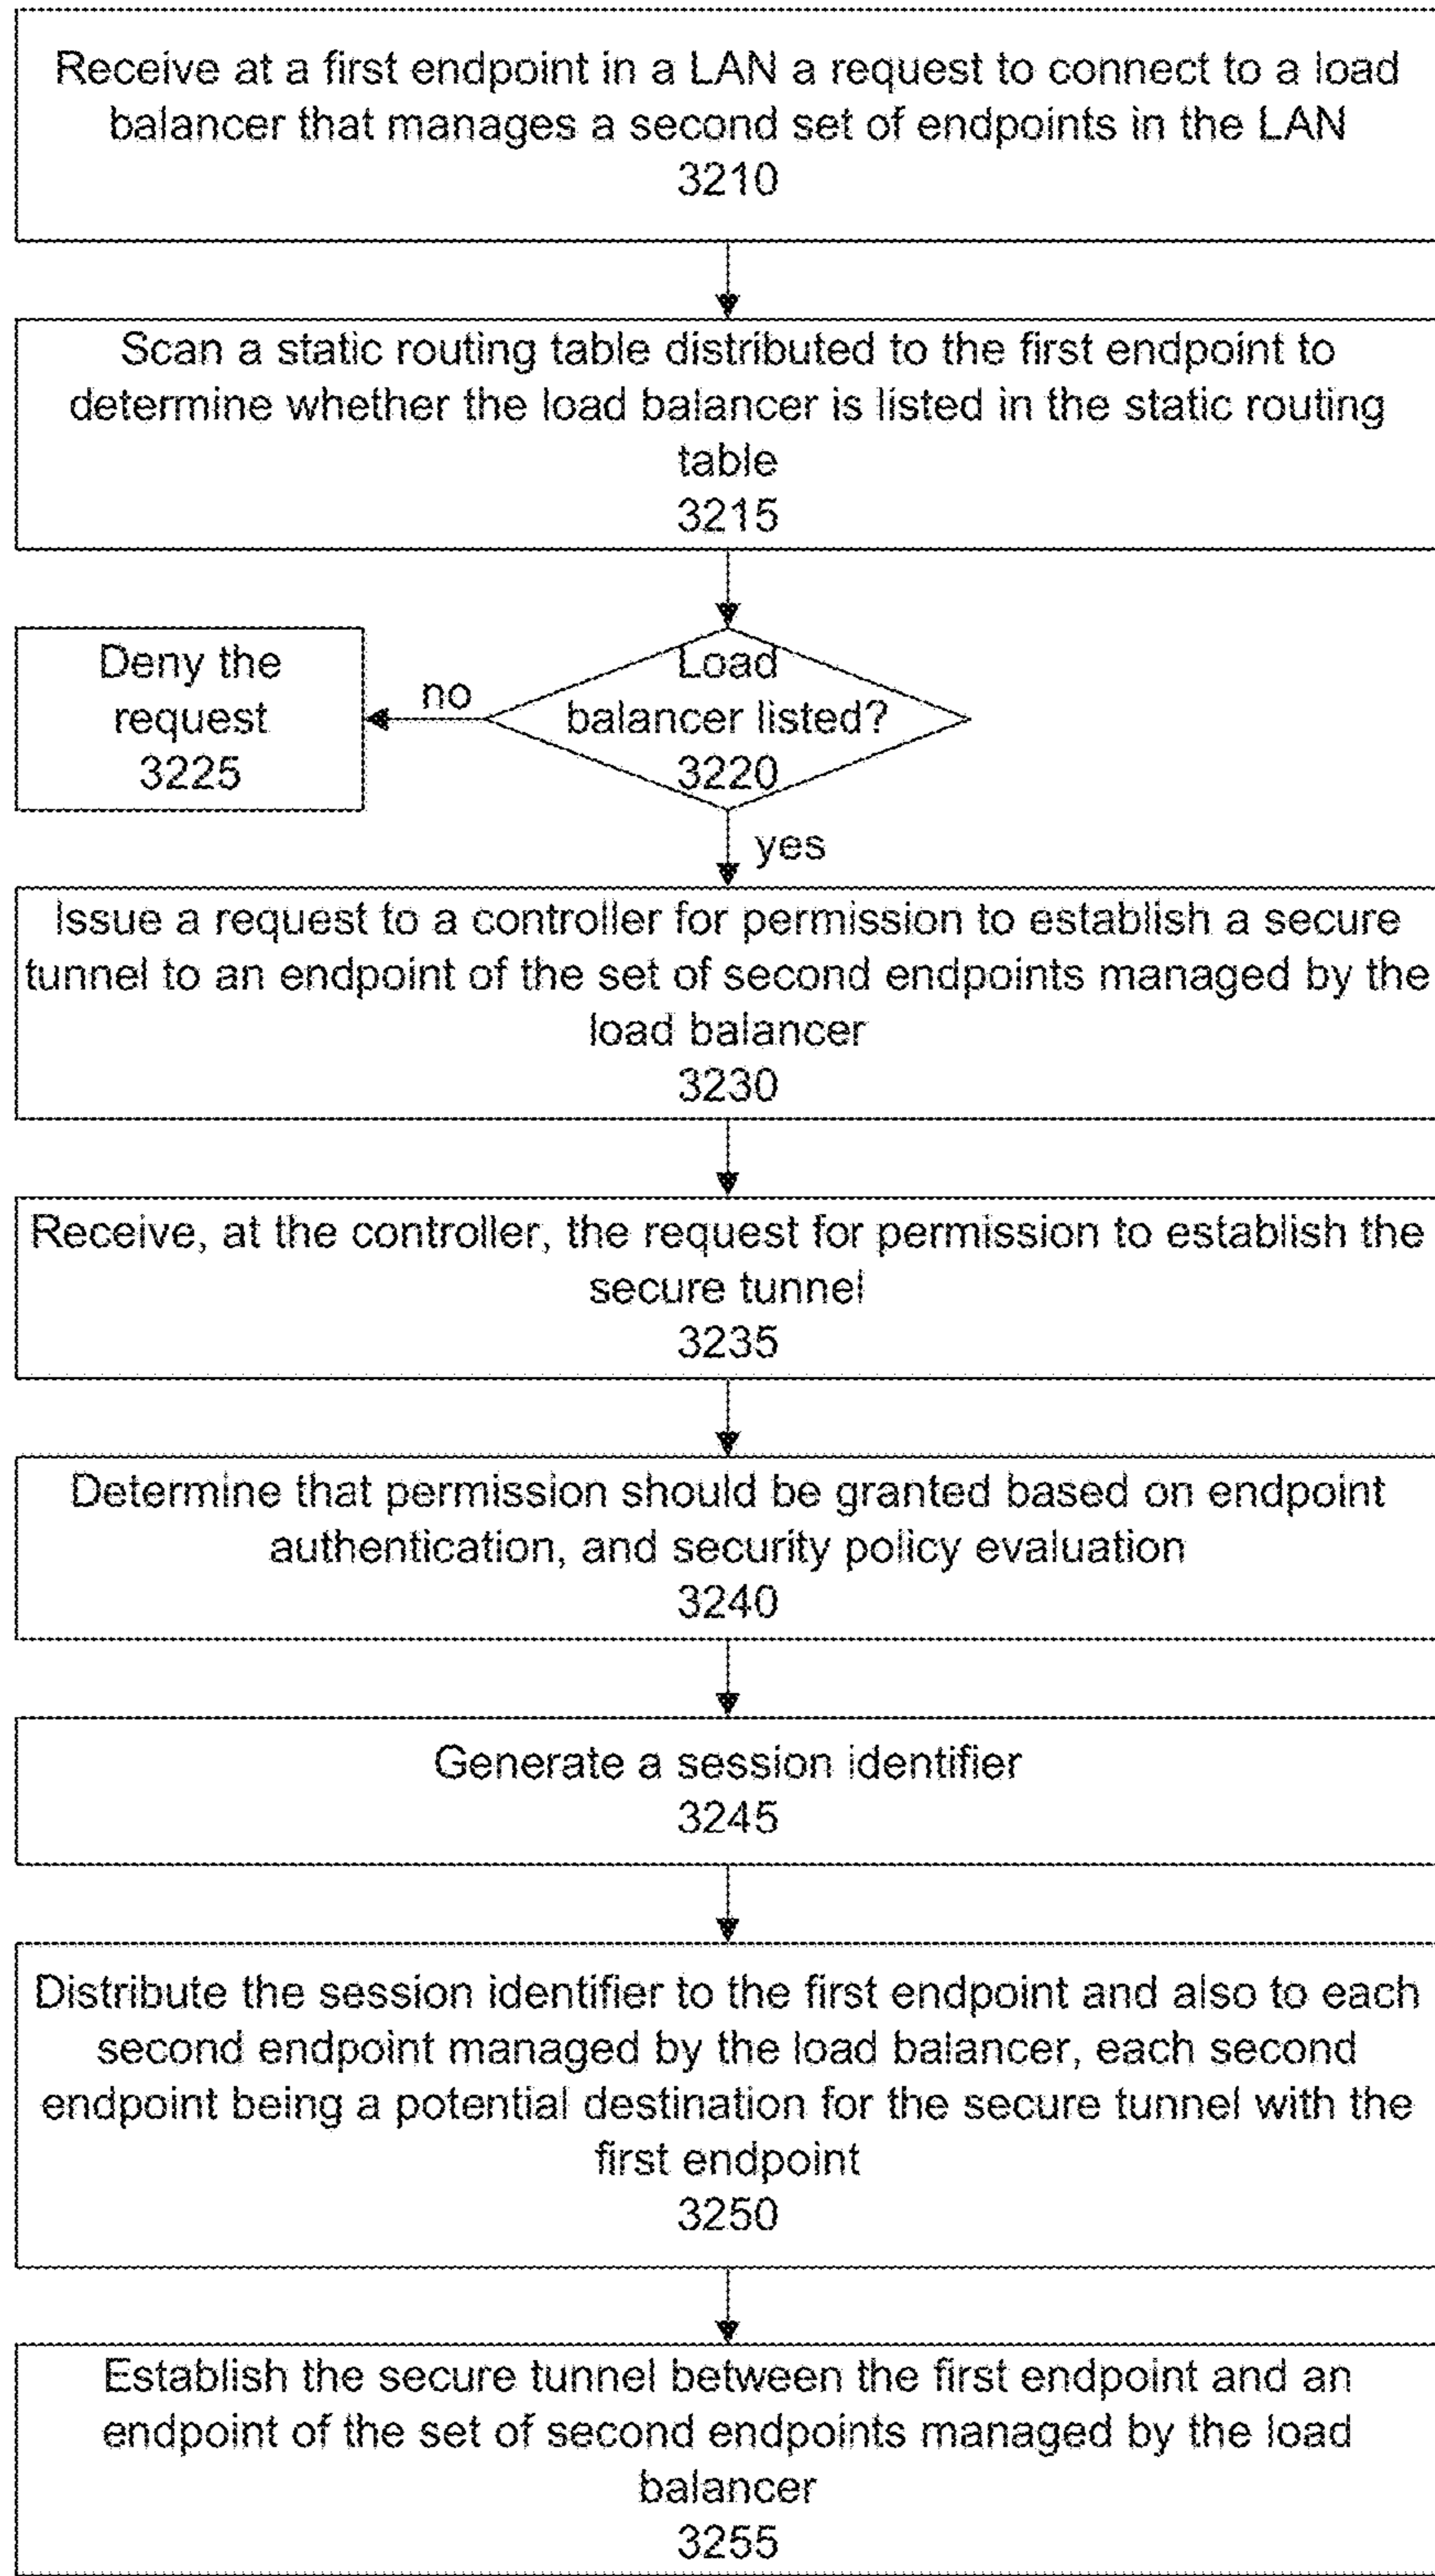 Receive at a first endpoint in a LAN a request to connect to a load
balancer that manages a second set of endpoints in the LAN
3210
Scan a static routing table distributed to the first endpoint to
determine whether the load balancer is listed in the static routing
table
3215
Load
balancer listed?
3220
no
Deny the
request
3225
yes
Issue a request to a controller for permission to establish a secure
tunnel to an endpoint of the set of second endpoints managed by the
load balancer
3230
Receive, at the controller, the request for permission to establish the
secure tunnel
3235
Determine that permission should be granted based on endpoint
authentication, and security policy evaluation
3240
Generate a session identifier
3245
Distribute the session identifier to the first endpoint and also to each
second endpoint managed by the load balancer, each second
endpoint being a potential destination for the secure tunnel with the
first endpoint
3250
Establish the secure tunnel between the first endpoint and an
endpoint of the set of second endpoints managed by the load
balancer
3255